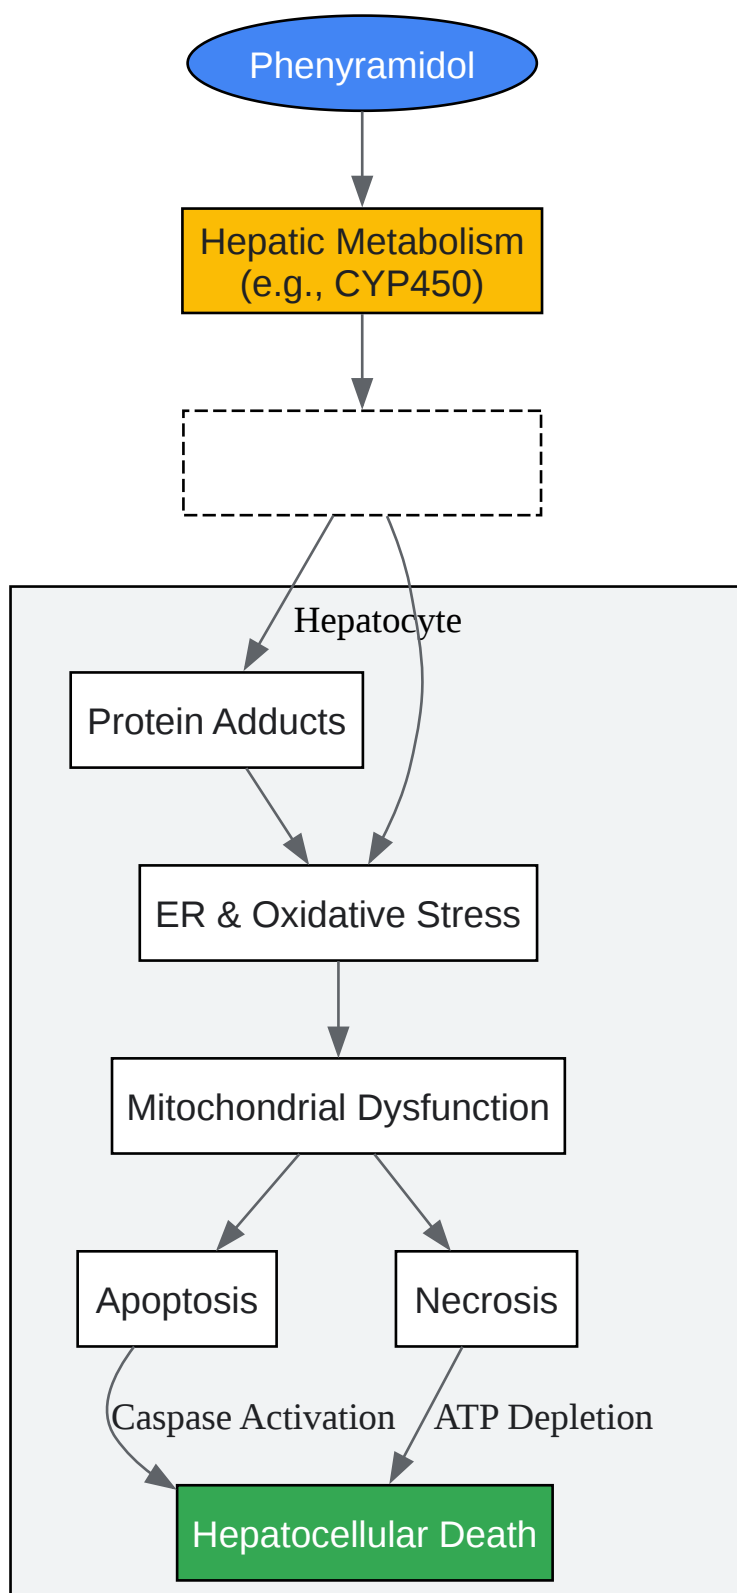 Phenyramidol
Hepatic Metabolism
(e.g., CYP450)
Hepatocyte
Protein Adducts
ER & Oxidative Stress
Mitochondrial Dysfunction
Apoptosis
Necrosis
Caspase Activation
ATP Depletion
Hepatocellular Death